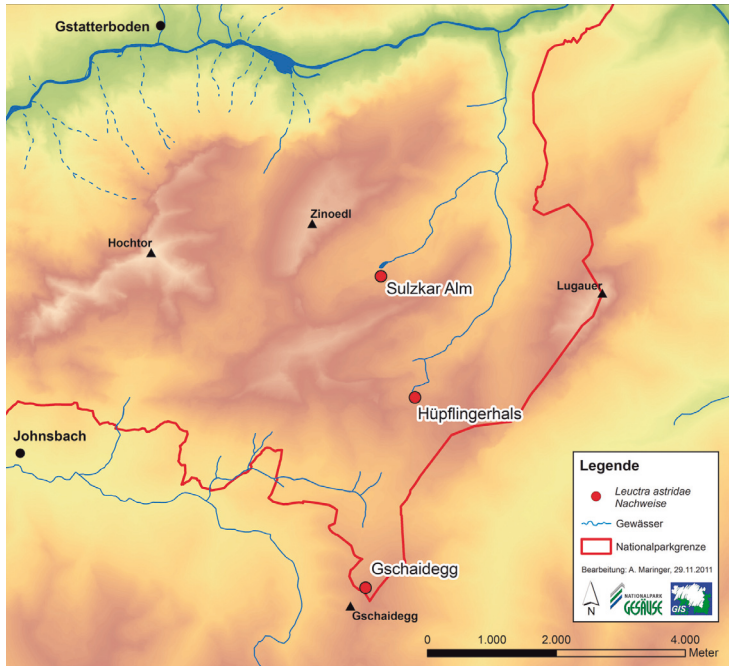 Gstatterboden
Zinoedl
Hochtor
Sulzkar Alm
Lugauer
Hüpflingerhals
Johnsbach
Gschaidegg
Gschaidegg
Legende
Leuctra astridae
Nachweise
Gewässer
Nationalparkgrenze
Bearbeitung: A. Maringer, 29.11.2011
N
NATIONALPARK
GESÄUSE
GIS
0 1.000 2.000 4.000
Meter